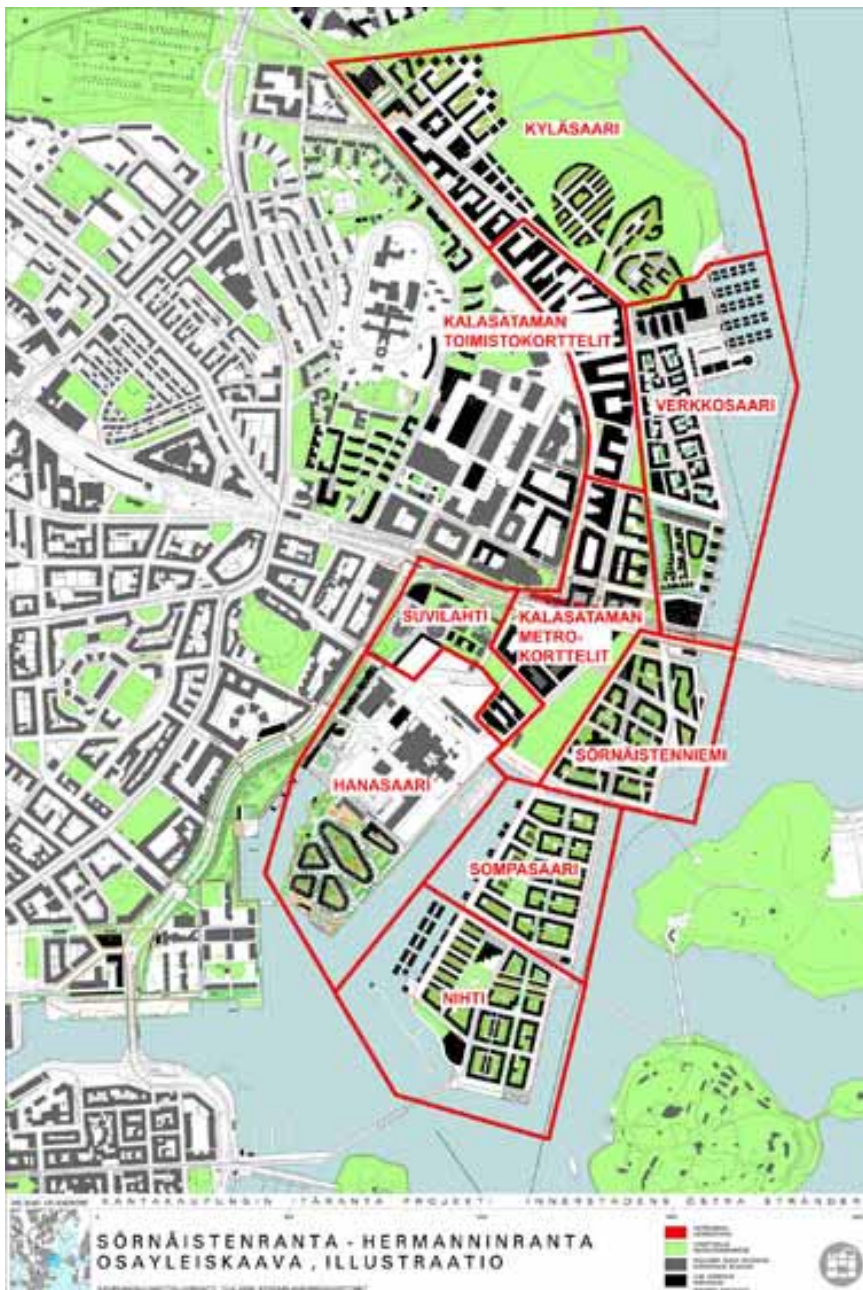 KYLÄSAARI
KALASATAMAN
TOIMISTOKORTTELIT
VERKKOSAARI
SUVILAHTI
KALASATAMAN
METRO-
KORTTELIT
SÖRNÄISTENNIEMI
HANASAARI
SOMPASAARI
NIHTI
KANTAKAUPUNGIN ITÄRANTA PROJEKTI INNERSTADENS ÖSTRA STRÄNDER
SÖRNÄISTENRANTA - HERMANNINRANTA
OSAYLEISKAAVA, ILLUSTRAATIO